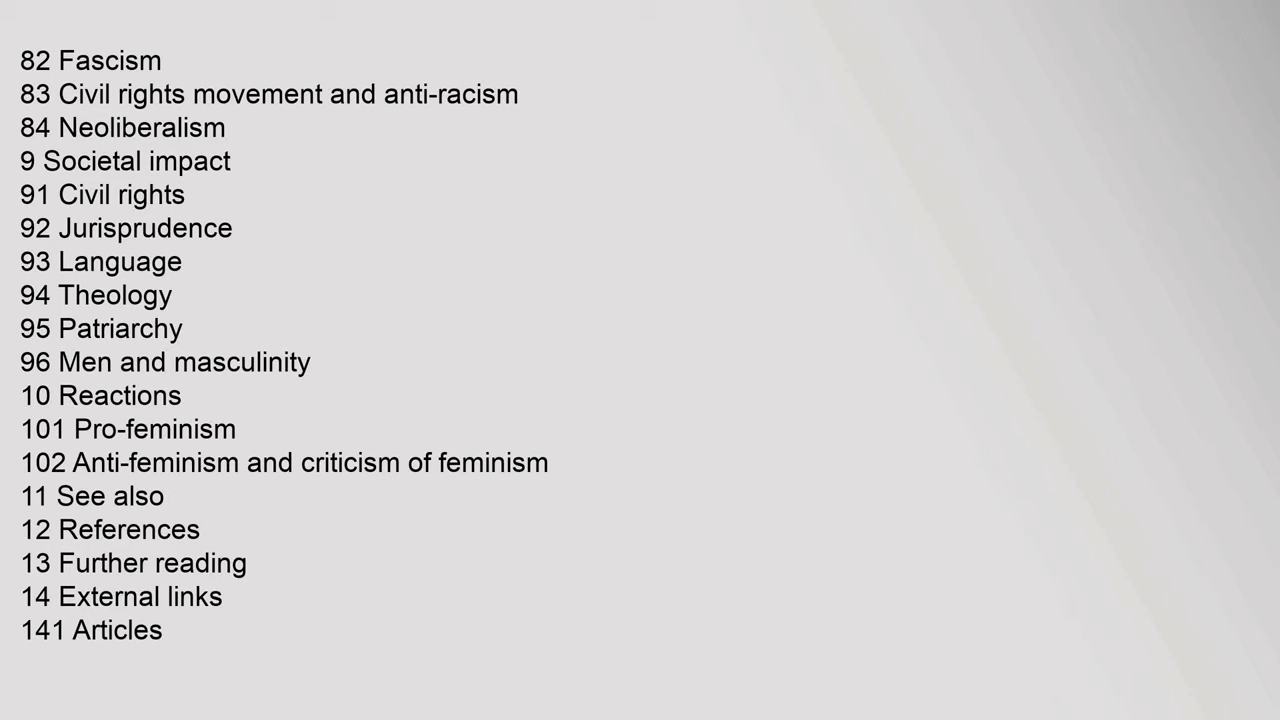 82 Fascism
83 Civil rights movement and anti-racism
84 Neoliberalism
9 Societal impact
91 Civil rights
92 Jurisprudence
93 Language
94 Theology
95 Patriarchy
96 Men and masculinity
10 Reactions
101 Pro-feminism
102 Anti-feminism and criticism of feminism
11 See also
12 References
13 Further reading
14 External links
141 Articles